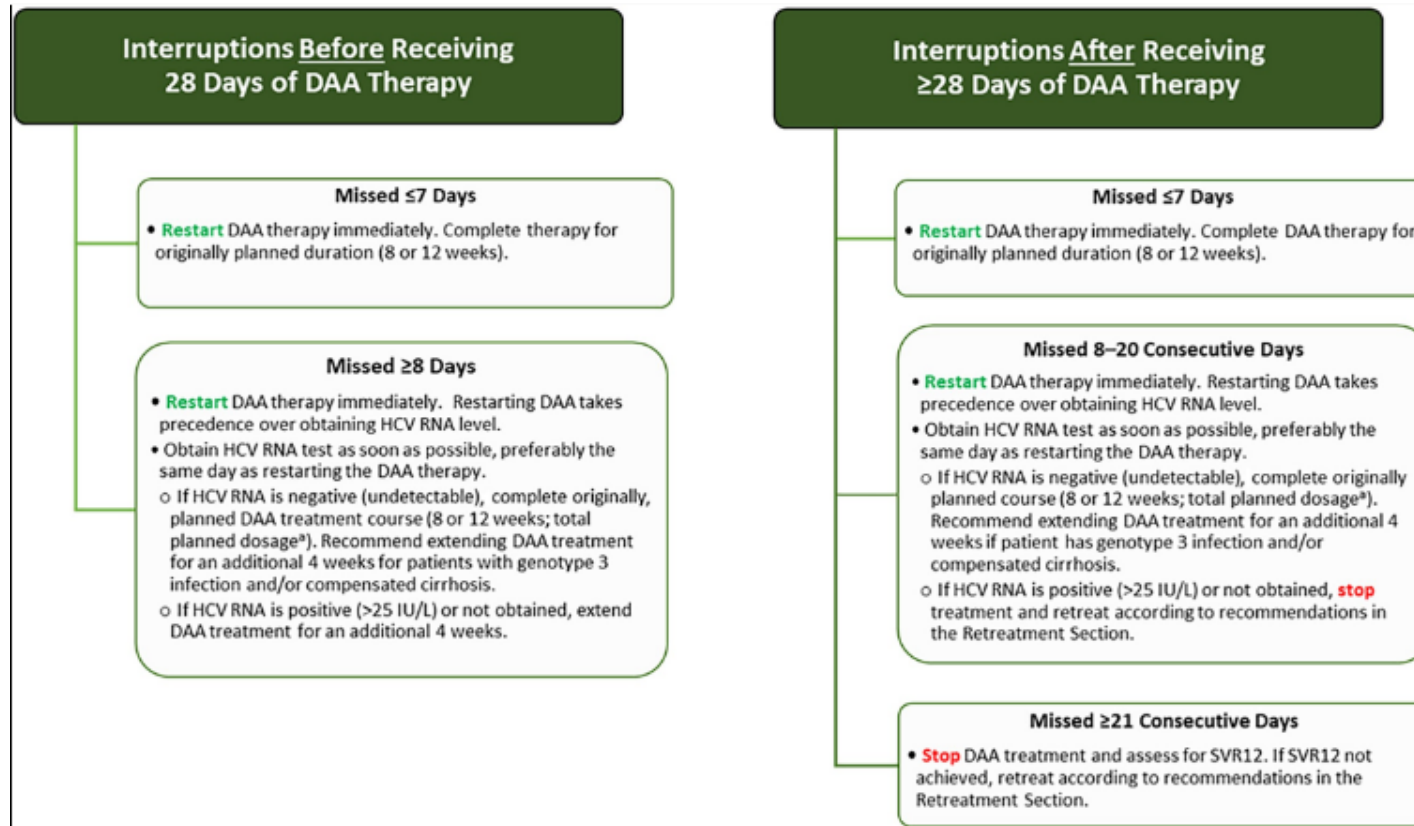 Interruptions Before Receiving
28 Days of DAA Therapy
Missed ≤7 Days
• Restart DAA therapy immediately. Complete therapy for
originally planned duration (8 or 12 weeks).
Missed ≥8 Days
• Restart DAA therapy immediately. Restarting DAA takes
precedence over obtaining HCV RNA level.
• Obtain HCV RNA test as soon as possible, preferably the
same day as restarting the DAA therapy.
o If HCV RNA is negative (undetectable), complete originally,
planned DAA treatment course (8 or 12 weeks; total
planned dosageᵃ). Recommend extending DAA treatment
for an additional 4 weeks for patients with genotype 3
infection and/or compensated cirrhosis.
o If HCV RNA is positive (>25 IU/L) or not obtained, extend
DAA treatment for an additional 4 weeks.
Interruptions After Receiving
≥28 Days of DAA Therapy
Missed ≤7 Days
• Restart DAA therapy immediately. Complete DAA therapy for
originally planned duration (8 or 12 weeks).
Missed 8–20 Consecutive Days
• Restart DAA therapy immediately. Restarting DAA takes
precedence over obtaining HCV RNA level.
• Obtain HCV RNA test as soon as possible, preferably the
same day as restarting the DAA therapy.
o If HCV RNA is negative (undetectable), complete originally
planned course (8 or 12 weeks; total planned dosageᵃ).
Recommend extending DAA treatment for an additional 4
weeks if patient has genotype 3 infection and/or
compensated cirrhosis.
o If HCV RNA is positive (>25 IU/L) or not obtained, stop
treatment and retreat according to recommendations in
the Retreatment Section.
Missed ≥21 Consecutive Days
• Stop DAA treatment and assess for SVR12. If SVR12 not
achieved, retreat according to recommendations in the
Retreatment Section.